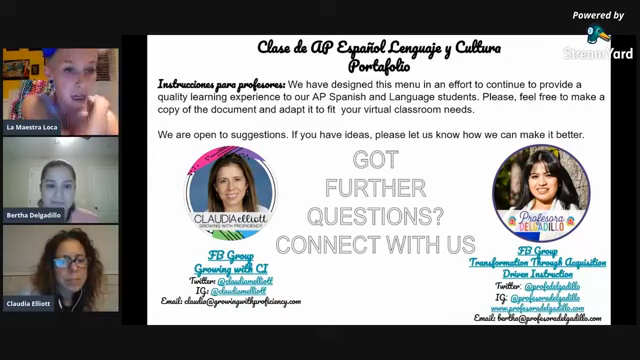 Powered by
StreamYard
Clase de AP Español Lenguaje y Cultura
Portafolio
Instrucciones para profesores: We have designed this menu in an effort to continue to provide a
quality learning experience to our AP Spanish and Language students. Please, feel free to make a
copy of the document and adapt it to fit your virtual classroom needs.
We are open to suggestions. If you have ideas, please let us know how we can make it better.
La Maestra Loca
Bertha Delgadillo
Claudia Elliott
CLAUDIA elliott
GROWING WITH PROFICIENCY
GOT
FURTHER
QUESTIONS?
CONNECT WITH US
Profesora
DELGADILLO
FB Group
Growing with CI
Twitter: @claudiamelliott
IG: @claudiamelliott
Email: claudia@growingwithproficiency.com
FB Group
Transformation Through Acquisition
Driven Instruction
Twitter: @profedelgadillo
IG: @profesoradelgadillo
www.profesoradelgadillo.com
Email: bertha@profesoradelgadillo.com